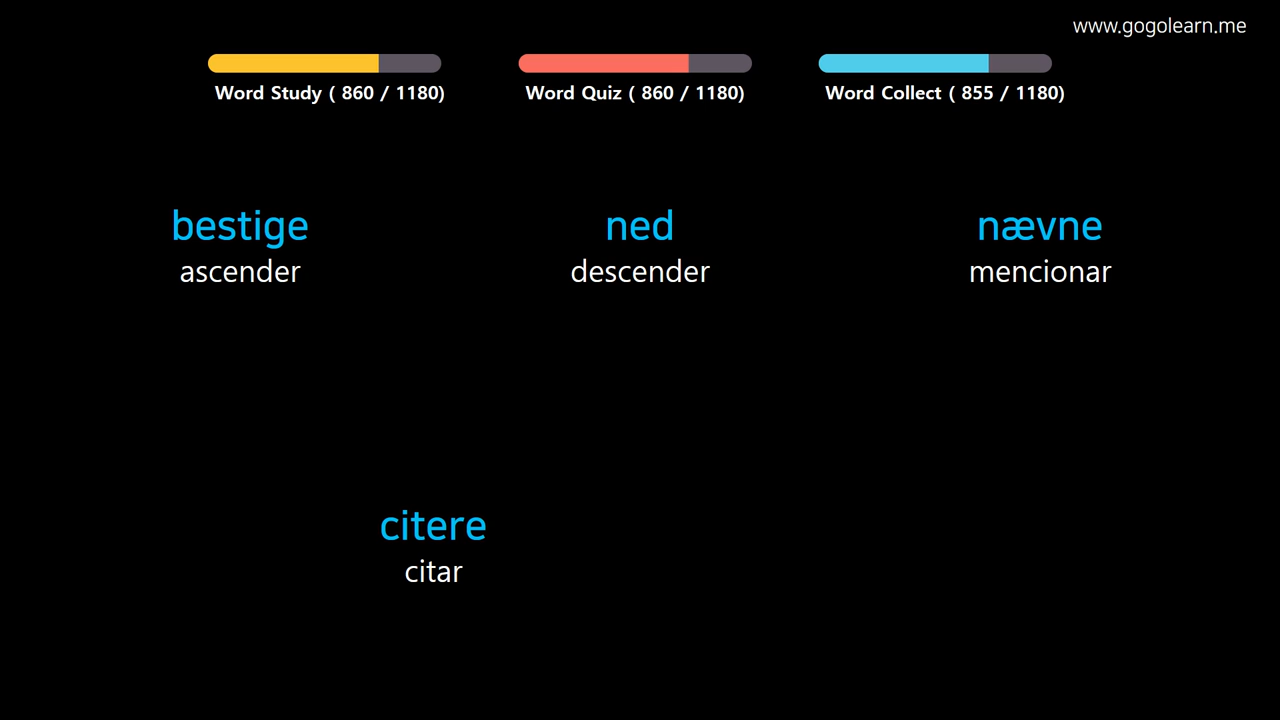 www.gogolearn.me
Word Study ( 860 / 1180)
Word Quiz ( 860 / 1180)
Word Collect ( 855 / 1180)
bestige
ascender
ned
descender
nævne
mencionar
citere
citar